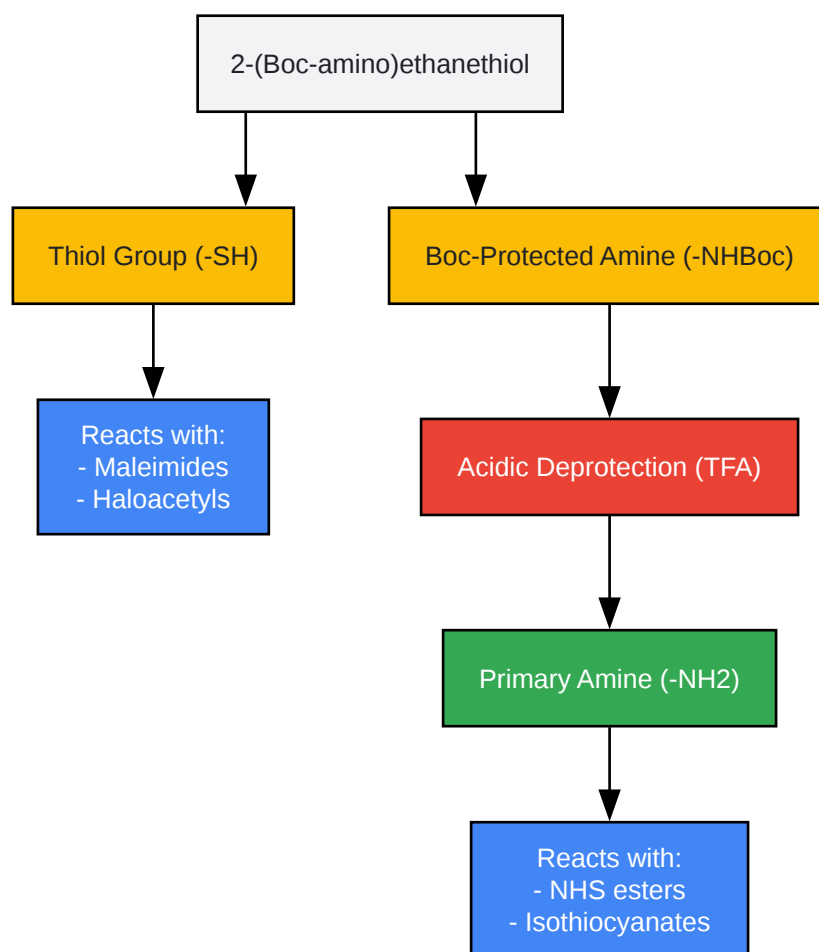 2-(Boc-amino)ethanethiol
Thiol Group (-SH)
Boc-Protected Amine (-NHBoc)
Reacts with:
- Maleimides
- Haloacetyls
Acidic Deprotection (TFA)
Primary Amine (-NH2)
Reacts with:
- NHS esters
- Isothiocyanates